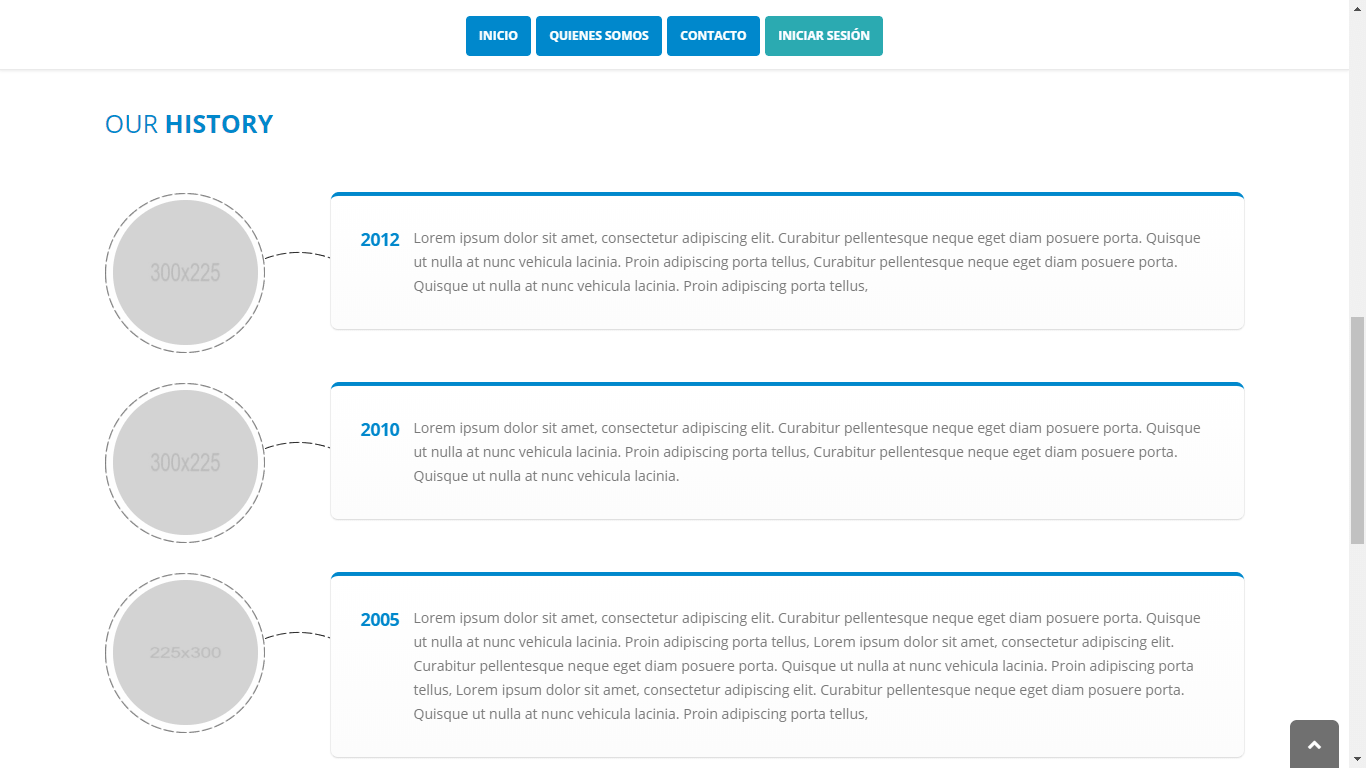 INICIO QUIENES SOMOS CONTACTO INICIAR SESIÓN
OUR HISTORY
300x225
2012 Lorem ipsum dolor sit amet, consectetur adipiscing elit. Curabitur pellentesque neque eget diam posuere porta. Quisque
ut nulla at nunc vehicula lacinia. Proin adipiscing porta tellus, Curabitur pellentesque neque eget diam posuere porta.
Quisque ut nulla at nunc vehicula lacinia. Proin adipiscing porta tellus,
300x225
2010 Lorem ipsum dolor sit amet, consectetur adipiscing elit. Curabitur pellentesque neque eget diam posuere porta. Quisque
ut nulla at nunc vehicula lacinia. Proin adipiscing porta tellus, Curabitur pellentesque neque eget diam posuere porta.
Quisque ut nulla at nunc vehicula lacinia.
225x300
2005 Lorem ipsum dolor sit amet, consectetur adipiscing elit. Curabitur pellentesque neque eget diam posuere porta. Quisque
ut nulla at nunc vehicula lacinia. Proin adipiscing porta tellus, Lorem ipsum dolor sit amet, consectetur adipiscing elit.
Curabitur pellentesque neque eget diam posuere porta. Quisque ut nulla at nunc vehicula lacinia. Proin adipiscing porta
tellus, Lorem ipsum dolor sit amet, consectetur adipiscing elit. Curabitur pellentesque neque eget diam posuere porta.
Quisque ut nulla at nunc vehicula lacinia. Proin adipiscing porta tellus,